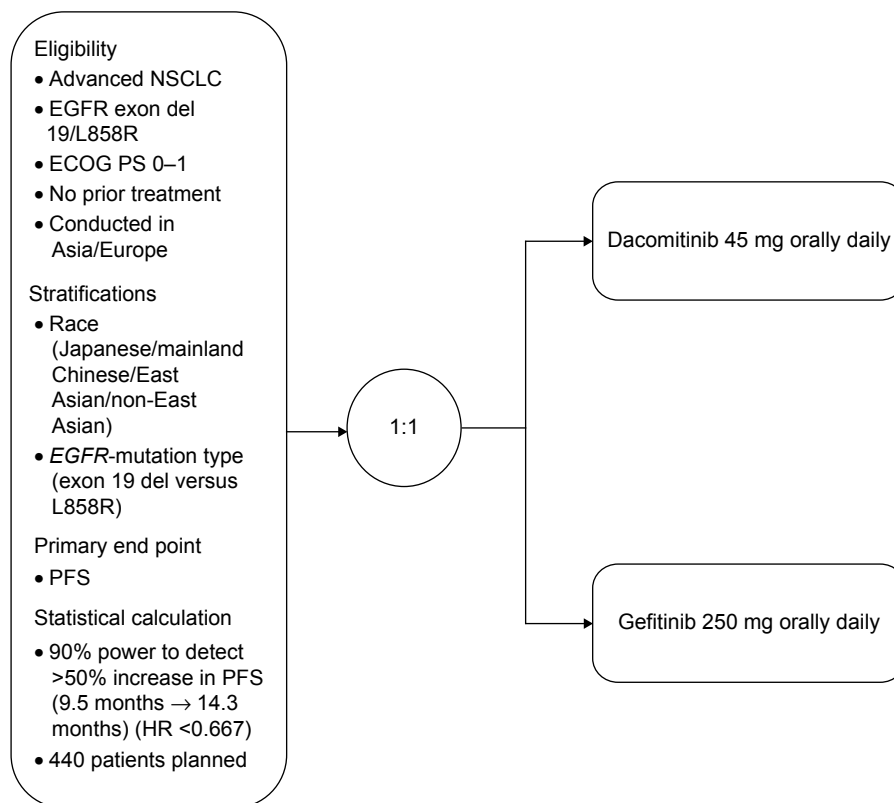 Eligibility
• Advanced NSCLC
• EGFR exon del
19/L858R
• ECOG PS 0–1
• No prior treatment
• Conducted in
Asia/Europe
Stratifications
• Race
(Japanese/mainland
Chinese/East
Asian/non-East
Asian)
• EGFR-mutation type
(exon 19 del versus
L858R)
Primary end point
• PFS
Statistical calculation
• 90% power to detect
>50% increase in PFS
(9.5 months → 14.3
months) (HR <0.667)
• 440 patients planned
1:1
Dacomitinib 45 mg orally daily
Gefitinib 250 mg orally daily